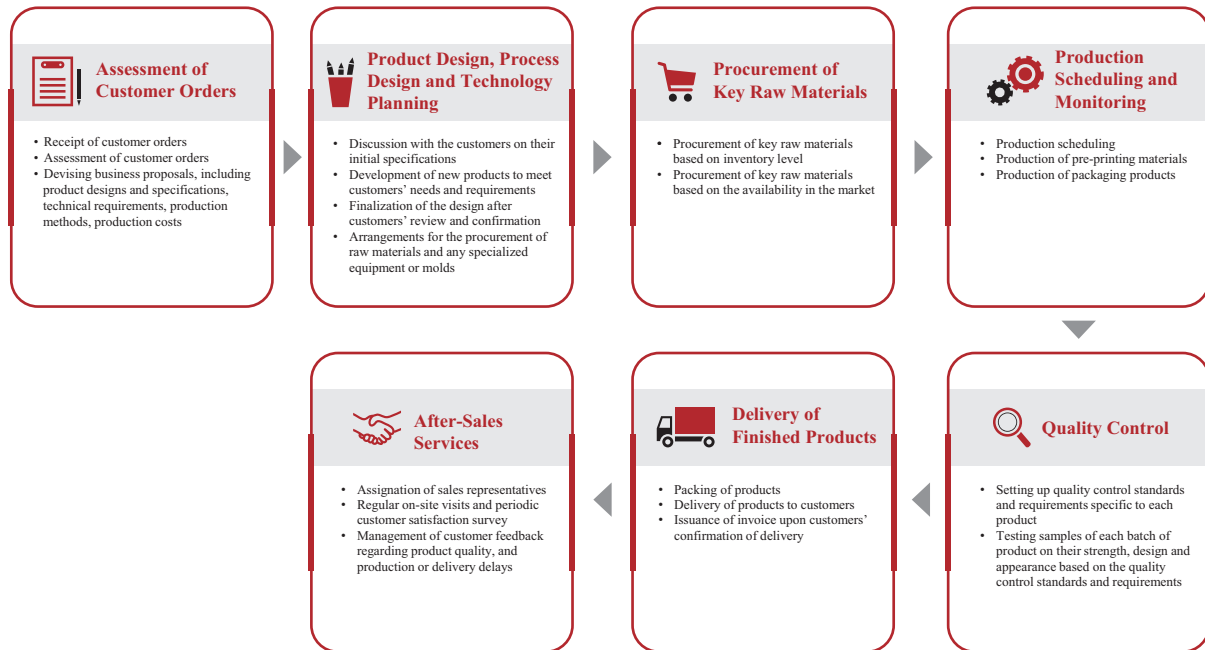 Assessment of
Customer Orders
• Receipt of customer orders
• Assessment of customer orders
• Devising business proposals, including
product designs and specifications,
technical requirements, production
methods, production costs
Product Design, Process
Design and Technology
Planning
• Discussion with the customers on their
initial specifications
• Development of new products to meet
customers’ needs and requirements
• Finalization of the design after
customers’ review and confirmation
• Arrangements for the procurement of
raw materials and any specialized
equipment or molds
Procurement of
Key Raw Materials
• Procurement of key raw materials
based on inventory level
• Procurement of key raw materials
based on the availability in the market
Production
Scheduling and
Monitoring
• Production scheduling
• Production of pre-printing materials
• Production of packaging products
Quality Control
• Setting up quality control standards
and requirements specific to each
product
• Testing samples of each batch of
product on their strength, design and
appearance based on the quality
control standards and requirements
Delivery of
Finished Products
• Packing of products
• Delivery of products to customers
• Issuance of invoice upon customers’
confirmation of delivery
After-Sales
Services
• Assignation of sales representatives
• Regular on-site visits and periodic
customer satisfaction survey
• Management of customer feedback
regarding product quality, and
production or delivery delays